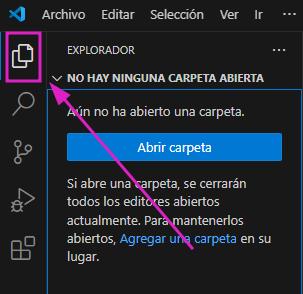 Archivo Editar Selección Ver
EXPLORADOR
NO HAY NINGUNA CARPETA ABIERTA
Aún no ha abierto una carpeta.
Abrir carpeta
Si abre una carpeta, se cerrarán
todos los editores abiertos
actualmente. Para mantenerlos
abiertos, Agregar una carpeta en su
lugar.